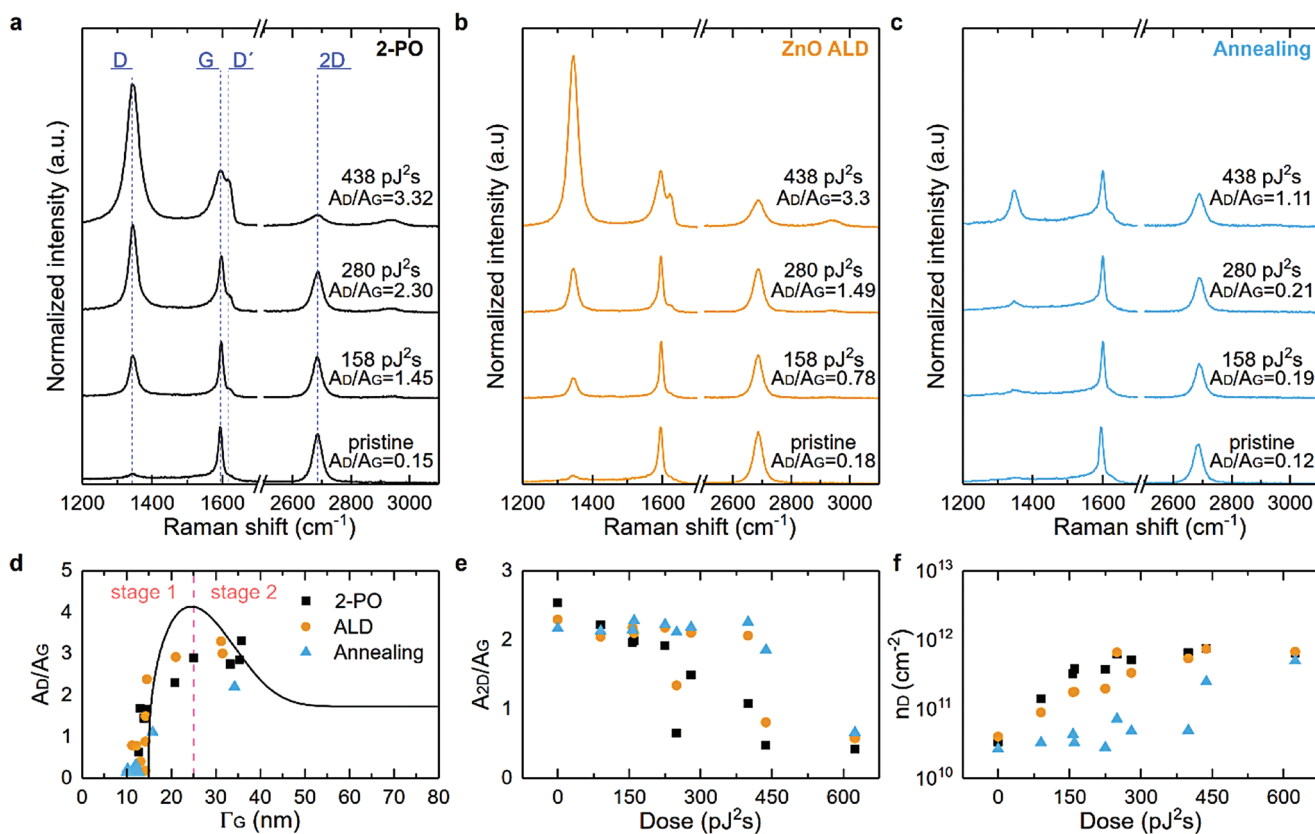 a
2-PO
D
G
D′
2D
438 pJ²s
AD/AG=3.32
280 pJ²s
AD/AG=2.30
158 pJ²s
AD/AG=1.45
pristine
AD/AG=0.15
Normalized intensity (a.u.)
1200 1400 1600 2600 2800 3000
Raman shift (cm⁻¹)
b
ZnO ALD
438 pJ²s
AD/AG=3.3
280 pJ²s
AD/AG=1.49
158 pJ²s
AD/AG=0.78
pristine
AD/AG=0.18
Normalized intensity (a.u)
1200 1400 1600 2600 2800 3000
Raman shift (cm⁻¹)
c
Annealing
438 pJ²s
AD/AG=1.11
280 pJ²s
AD/AG=0.21
158 pJ²s
AD/AG=0.19
pristine
AD/AG=0.12
Normalized intensity (a.u.)
1200 1400 1600 2600 2800 3000
Raman shift (cm⁻¹)
d
5
4
3
2
1
0
AD/AG
stage 1 stage 2
2-PO
ALD
Annealing
0 10 20 30 40 50 60 70 80
ΓG (nm)
e
3
2
1
0
A2D/AG
0 150 300 450 600
Dose (pJ²s)
f
10¹³
10¹²
10¹¹
10¹⁰
nD (cm⁻²)
0 150 300 450 600
Dose (pJ²s)